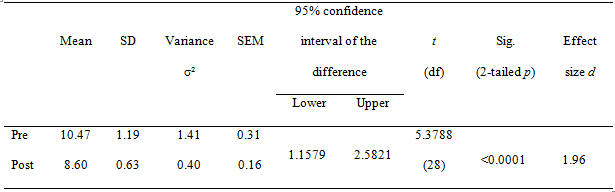 95% confidence
Mean SD Variance SEM interval of the t Sig. Effect
σ² difference (df) (2-tailed p) size d
Lower Upper
Pre 10.47 1.19 1.41 0.31 5.3788
1.1579 2.5821 <0.0001 1.96
Post 8.60 0.63 0.40 0.16 (28)